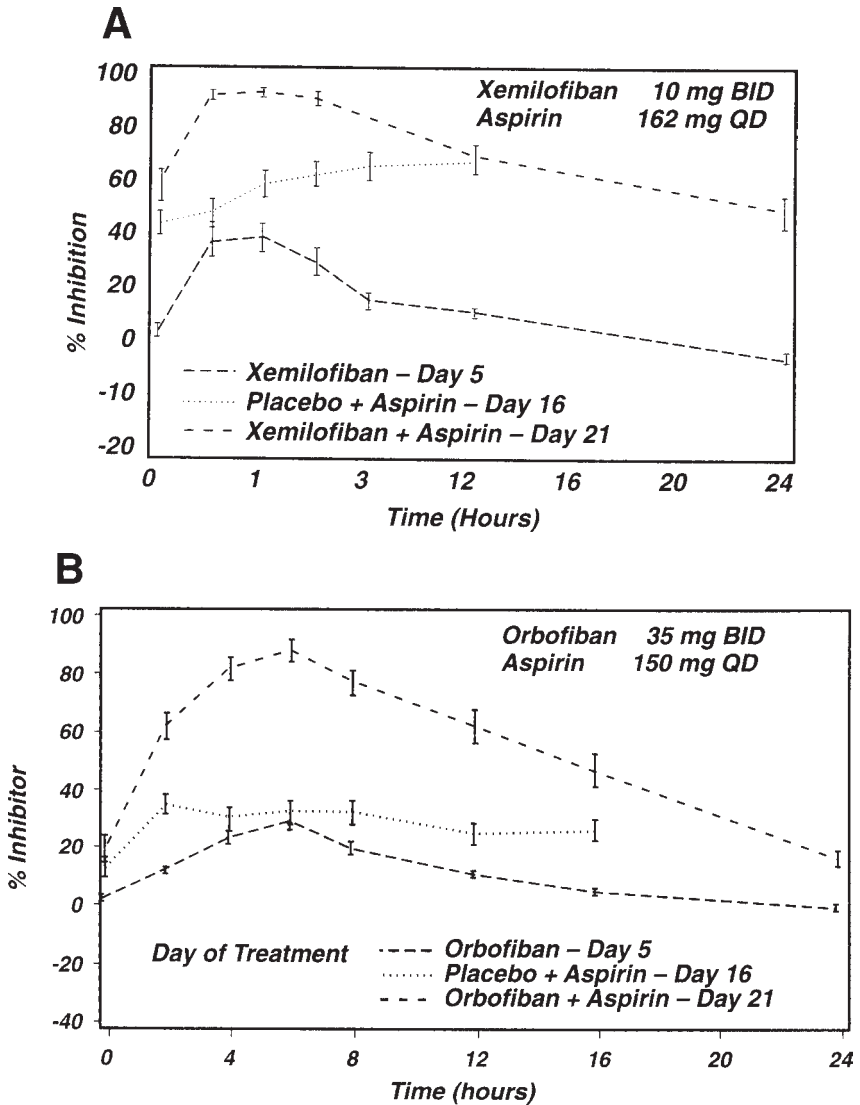 A
100
80
60
40
20
0
-10
-20
% Inhibition
Xemilofiban 10 mg BID
Aspirin 162 mg QD
Xemilofiban – Day 5
Placebo + Aspirin – Day 16
Xemilofiban + Aspirin – Day 21
0 1 3 12 16 20 24
Time (Hours)
B
100
80
60
40
20
0
-20
-40
% Inhibitor
Orbofiban 35 mg BID
Aspirin 150 mg QD
Day of Treatment
Orbofiban – Day 5
Placebo + Aspirin – Day 16
Orbofiban + Aspirin – Day 21
0 4 8 12 16 20 24
Time (hours)